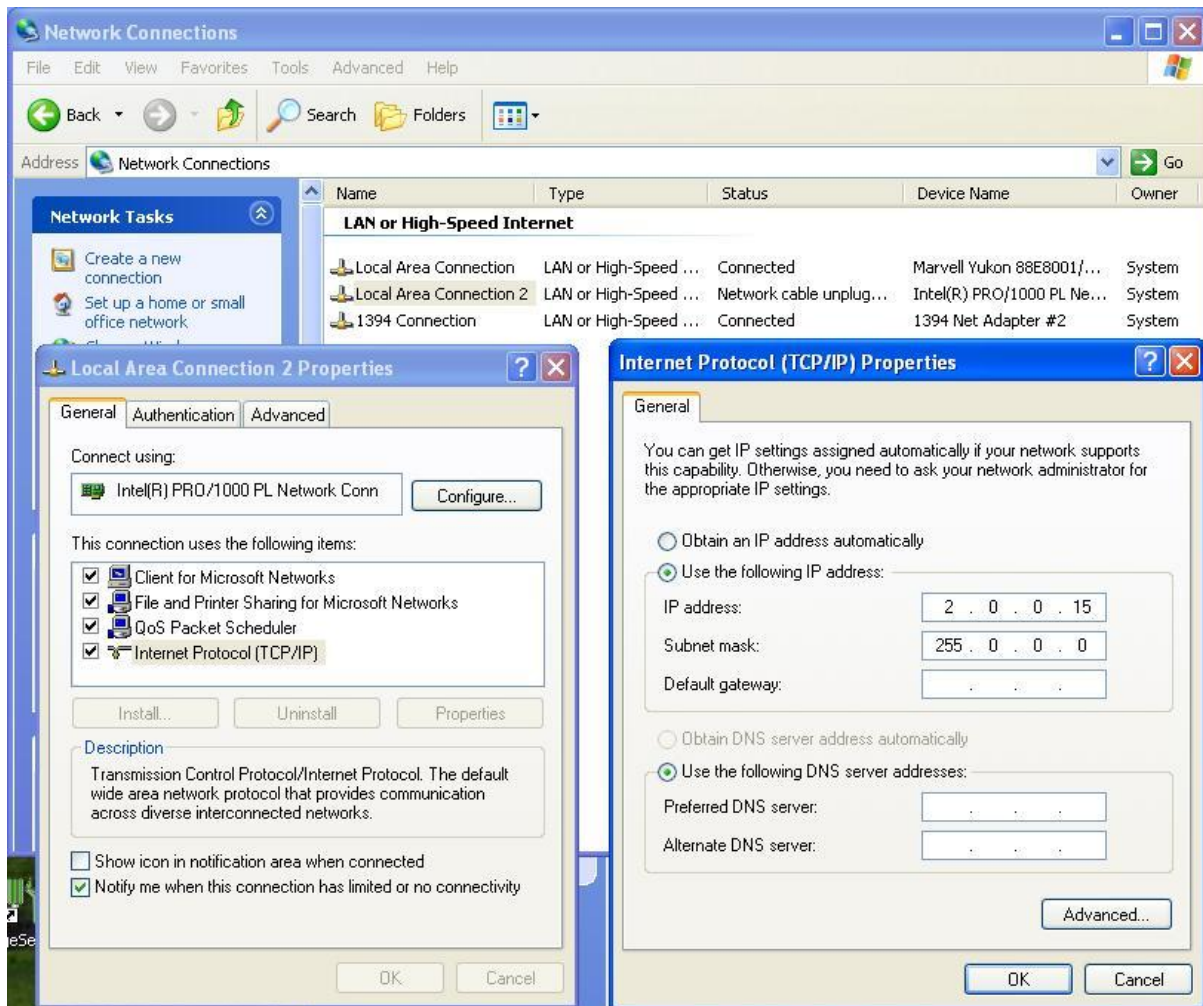 Network Connections
File Edit View Favorites Tools Advanced Help
Back Search Folders
Address Network Connections Go
Network Tasks
Create a new
connection
Set up a home or small
office network
Name Type Status Device Name Owner
LAN or High-Speed Internet
Local Area Connection LAN or High-Speed ... Connected Marvell Yukon 88E8001/... System
Local Area Connection 2 LAN or High-Speed ... Network cable unplug... Intel(R) PRO/1000 PL Ne... System
1394 Connection LAN or High-Speed ... Connected 1394 Net Adapter #2 System
Local Area Connection 2 Properties
General Authentication Advanced
Connect using:
Intel(R) PRO/1000 PL Network Conn Configure...
This connection uses the following items:
Client for Microsoft Networks
File and Printer Sharing for Microsoft Networks
QoS Packet Scheduler
Internet Protocol (TCP/IP)
Install... Uninstall Properties
Description
Transmission Control Protocol/Internet Protocol. The default
wide area network protocol that provides communication
across diverse interconnected networks.
Show icon in notification area when connected
Notify me when this connection has limited or no connectivity
OK Cancel
Internet Protocol (TCP/IP) Properties
General
You can get IP settings assigned automatically if your network supports
this capability. Otherwise, you need to ask your network administrator for
the appropriate IP settings.
Obtain an IP address automatically
Use the following IP address:
IP address: 2 . 0 . 0 . 15
Subnet mask: 255 . 0 . 0 . 0
Default gateway: . . .
Obtain DNS server address automatically
Use the following DNS server addresses:
Preferred DNS server: . . .
Alternate DNS server: . . .
Advanced...
OK Cancel